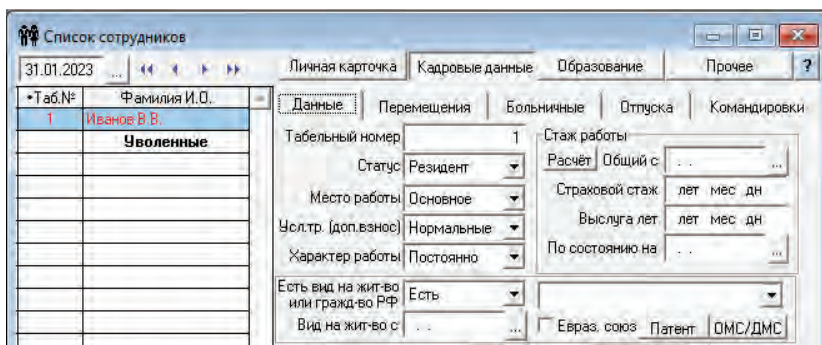 Список сотрудников
31.01.2023 ...
Личная карточка Кадровые данные Образование Прочее ?
•Таб.№ Фамилия И.О.
1 Иванов В.В.
Уволенные
Данные Перемещения Больничные Отпуска Командировки
Табельный номер 1
Статус Резидент
Место работы Основное
Усл.тр. (доп.взнос) Нормальные
Характер работы Постоянно
Стаж работы
Расчёт Общий с . . ...
Страховой стаж лет мес дн
Выслуга лет лет мес дн
По состоянию на . . ...
Есть вид на жит-во
или гражд-во РФ Есть
Вид на жит-во с . . ...
Евраз. союз Патент ОМС/ДМС